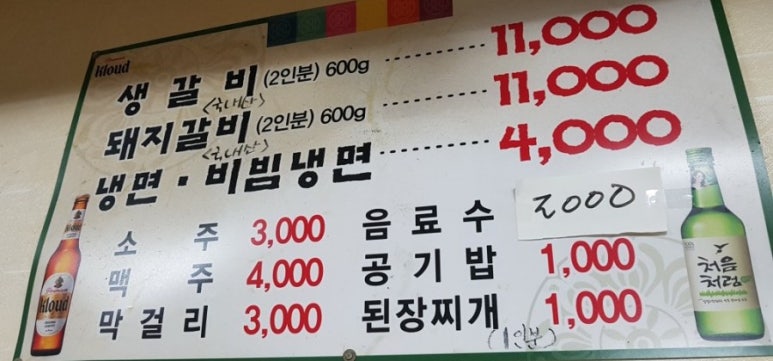 Kloud
생갈비 (2인분) 600g 11,000
(국내산)
돼지갈비 (2인분) 600g 11,000
(국내산)
냉면 · 비빔냉면 4,000
소주 3,000 음료수 2000
맥주 4,000 공기밥 1,000
막걸리 3,000 된장찌개 1,000
(1인분)
Kloud
처음
처럼